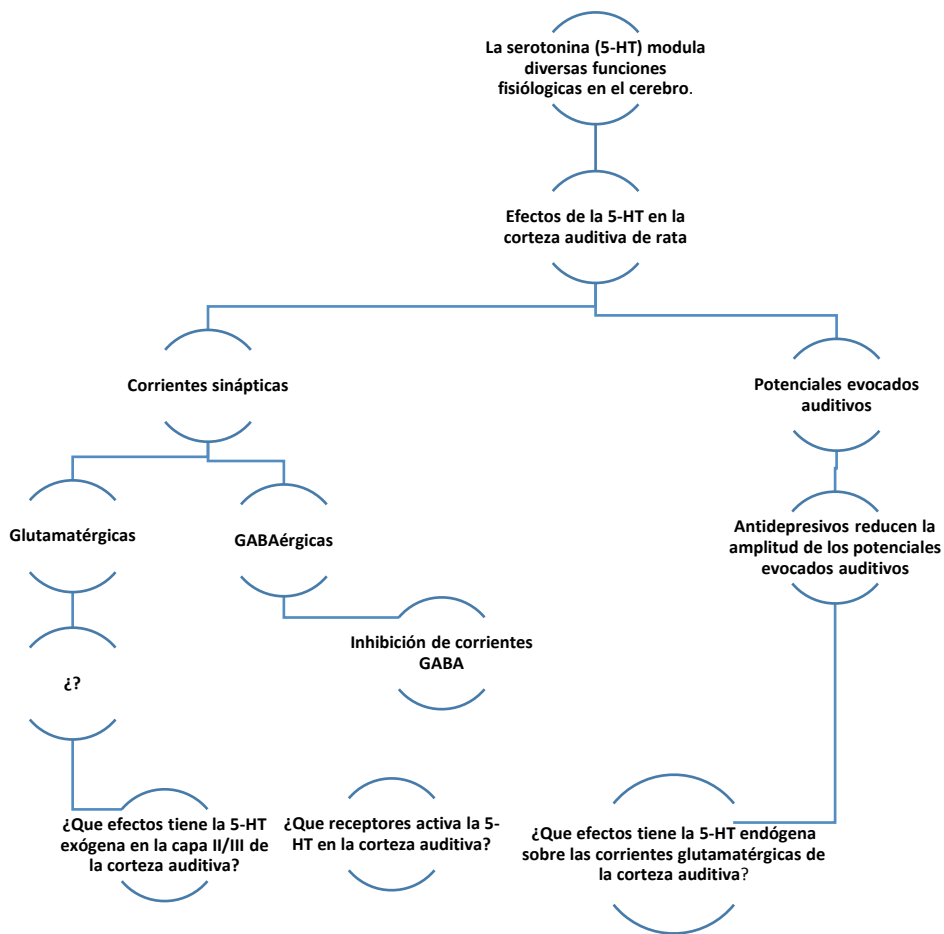 La serotonina (5-HT) modula
diversas funciones
fisiólogicas en el cerebro.
Efectos de la 5-HT en la
corteza auditiva de rata
Corrientes sinápticas
Potenciales evocados
auditivos
Glutamatérgicas
GABAérgicas
Antidepresivos reducen la
amplitud de los potenciales
evocados auditivos
Inhibición de corrientes
GABA
¿?
¿Que efectos tiene la 5-HT
exógena en la capa II/III de
la corteza auditiva?
¿Que receptores activa la 5-
HT en la corteza auditiva?
¿Que efectos tiene la 5-HT endógena
sobre las corrientes glutamatérgicas de
la corteza auditiva?